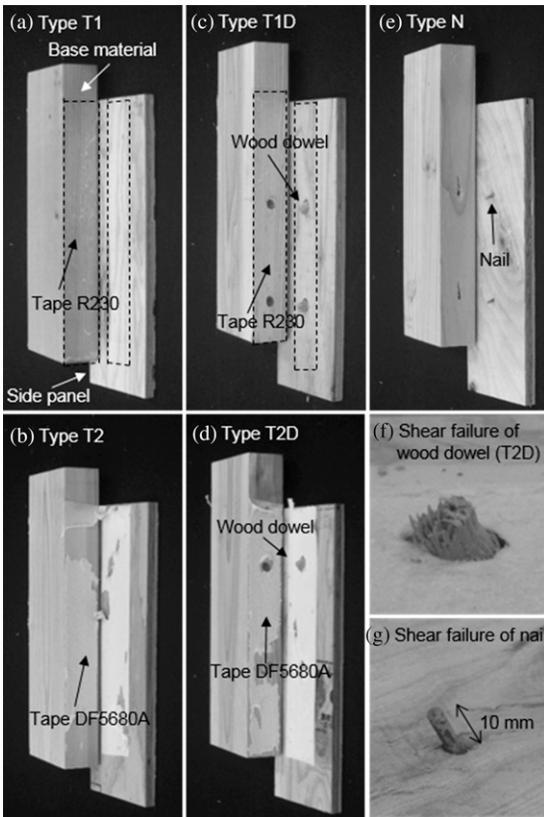 (a) Type T1
Base material
Tape R230
Side panel
(c) Type T1D
Wood dowel
Tape R230
(e) Type N
Nail
(b) Type T2
Tape DF5680A
(d) Type T2D
Wood dowel
Tape DF5680A
(f) Shear failure of
wood dowel (T2D)
(g) Shear failure of nail
10 mm